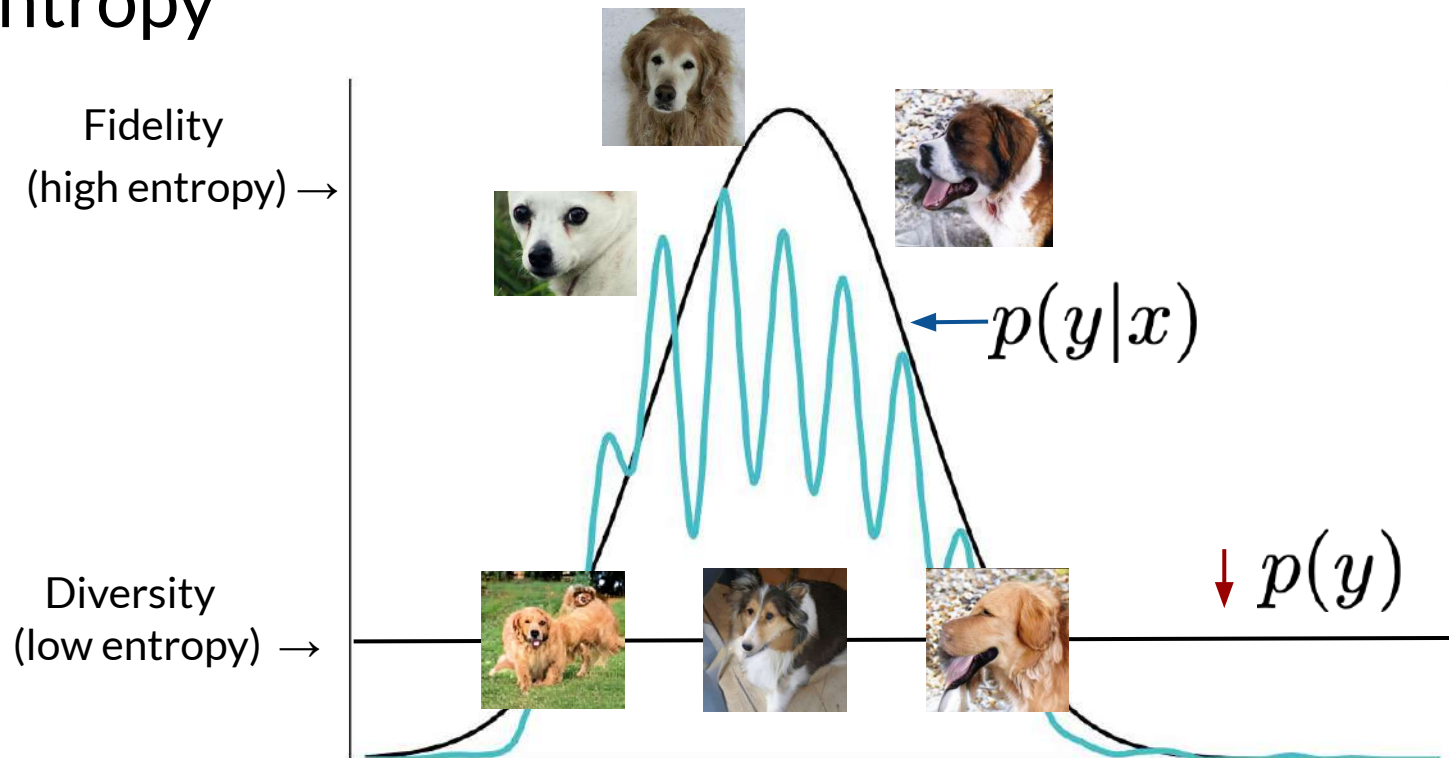 ntropy
Fidelity
(high entropy) →
p(y|x)
Diversity
(low entropy) →
↓ p(y)